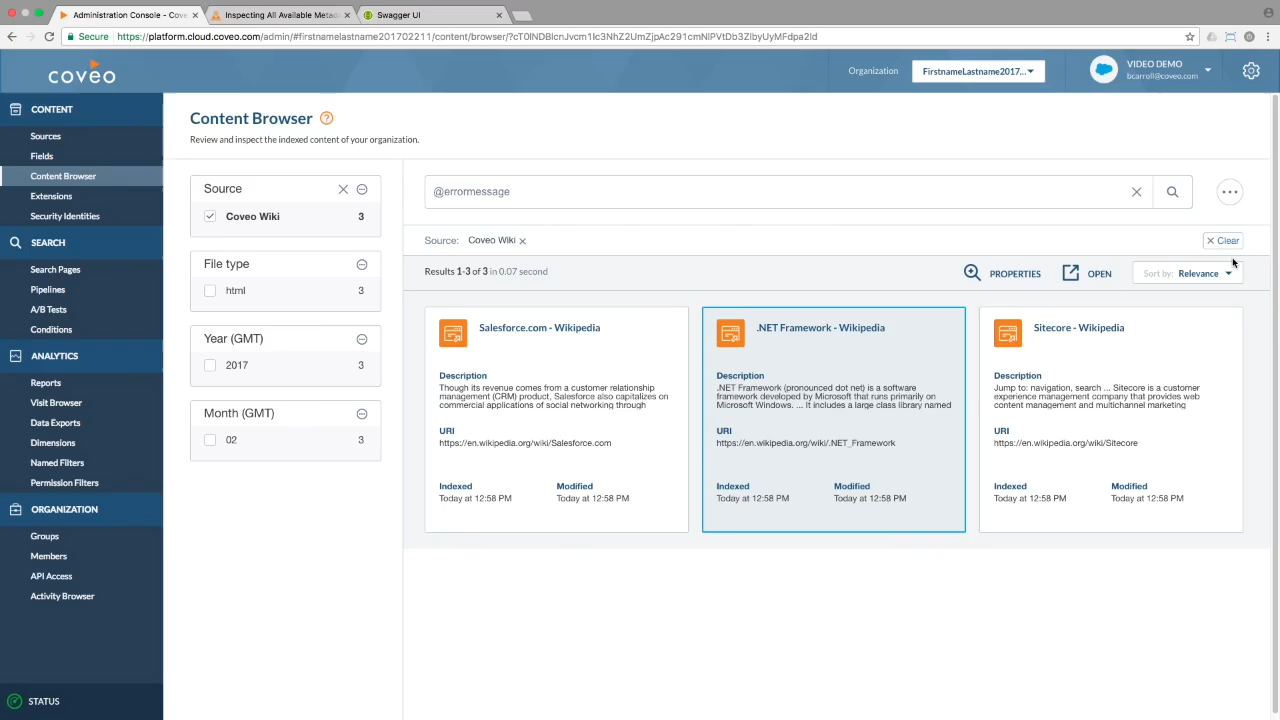 Administration Console - Cove
Inspecting All Available Metad
Swagger UI
Secure
https://platform.cloud.coveo.com/admin/#firstnamelastname201702211/content/browser/?
coveo
Organization
FirstnameLastname2017...
VIDEO DEMO
bcarroll@coveo.com
CONTENT
Sources
Fields
Content Browser
Extensions
Security Identities
SEARCH
Search Pages
Pipelines
A/B Tests
Conditions
ANALYTICS
Reports
Visit Browser
Data Exports
Dimensions
Named Filters
Permission Filters
ORGANIZATION
Groups
Members
API Access
Activity Browser
STATUS
Content Browser
Review and inspect the indexed content of your organization.
Source
Coveo Wiki 3
File type
html 3
Year (GMT)
2017 3
Month (GMT)
02 3
@errormessage
Source: Coveo Wiki
Clear
Results 1-3 of 3 in 0.07 second
PROPERTIES
OPEN
Sort by: Relevance
Salesforce.com - Wikipedia
Description
Though its revenue comes from a customer relationship
management (CRM) product, Salesforce also capitalizes on
commercial applications of social networking through
URI
https://en.wikipedia.org/wiki/Salesforce.com
Indexed Modified
Today at 12:58 PM Today at 12:58 PM
.NET Framework - Wikipedia
Description
.NET Framework (pronounced dot net) is a software
framework developed by Microsoft that runs primarily on
Microsoft Windows. ... It includes a large class library named
URI
https://en.wikipedia.org/wiki/.NET_Framework
Indexed Modified
Today at 12:58 PM Today at 12:58 PM
Sitecore - Wikipedia
Description
Jump to: navigation, search ... Sitecore is a customer
experience management company that provides web
content management and multichannel marketing
URI
https://en.wikipedia.org/wiki/Sitecore
Indexed Modified
Today at 12:58 PM Today at 12:58 PM